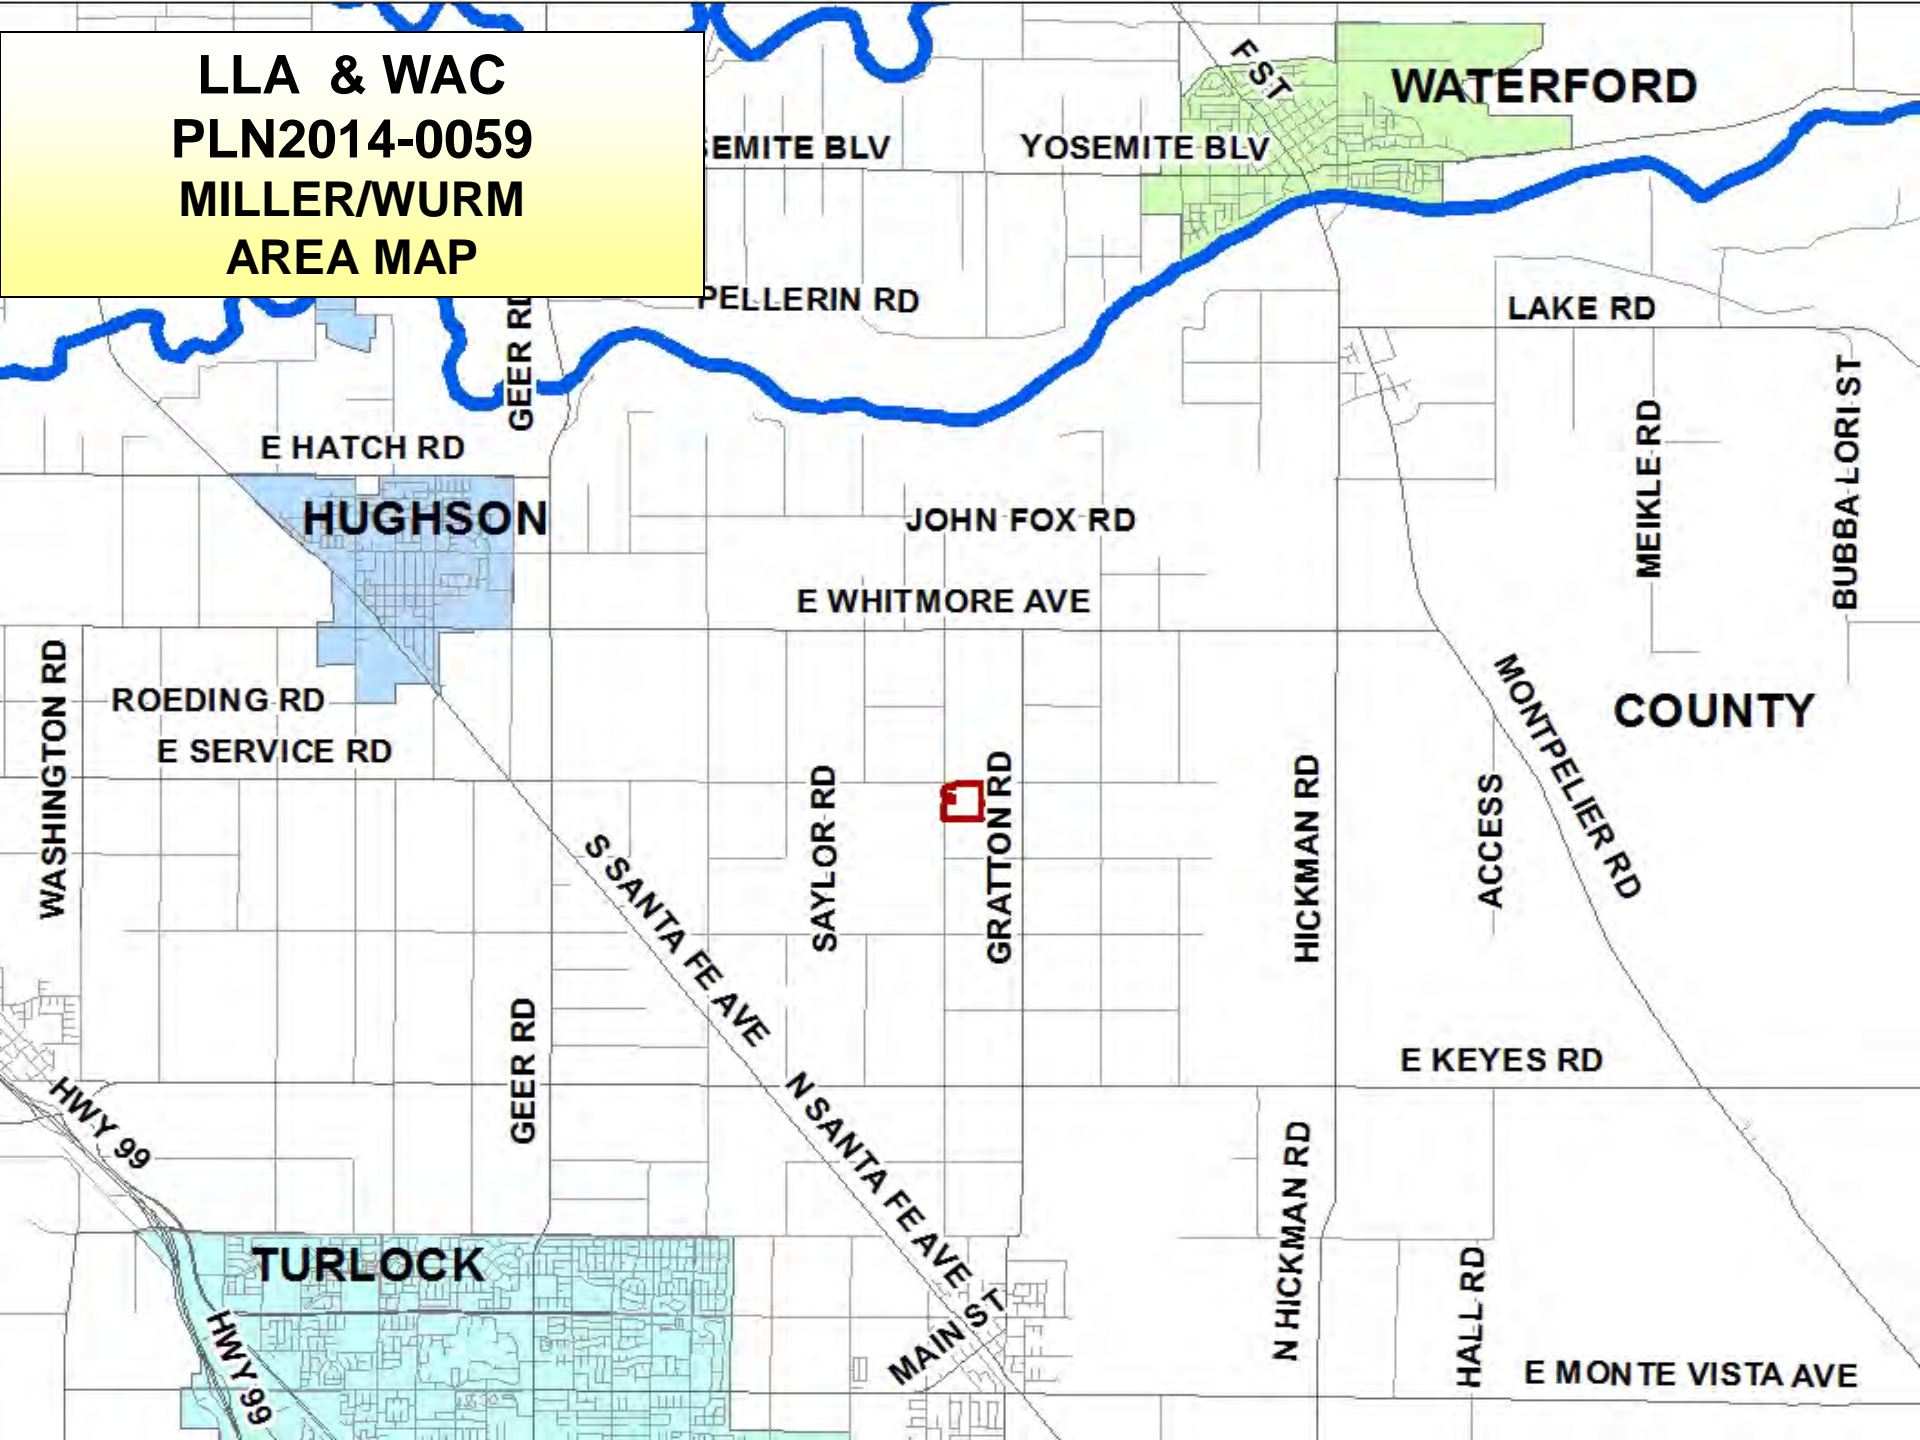 LLA & WAC
PLN2014-0059
MILLER/WURM
AREA MAP
F ST
WATERFORD
SEMITE BLV
YOSEMITE BLV
PELLERIN RD
LAKE RD
GEER RD
E HATCH RD
HUGHSON
JOHN FOX RD
MEIKLE RD
BUBBA LORI ST
E WHITMORE AVE
WASHINGTON RD
ROEDING RD
E SERVICE RD
MONTPELIER RD
COUNTY
SAYLOR RD
GRATTON RD
HICKMAN RD
ACCESS
S SANTA FE AVE
GEER RD
E KEYES RD
HWY 99
N SANTA FE AVE
N HICKMAN RD
TURLOCK
HALL RD
HWY 99
MAIN ST
E MONTE VISTA AVE